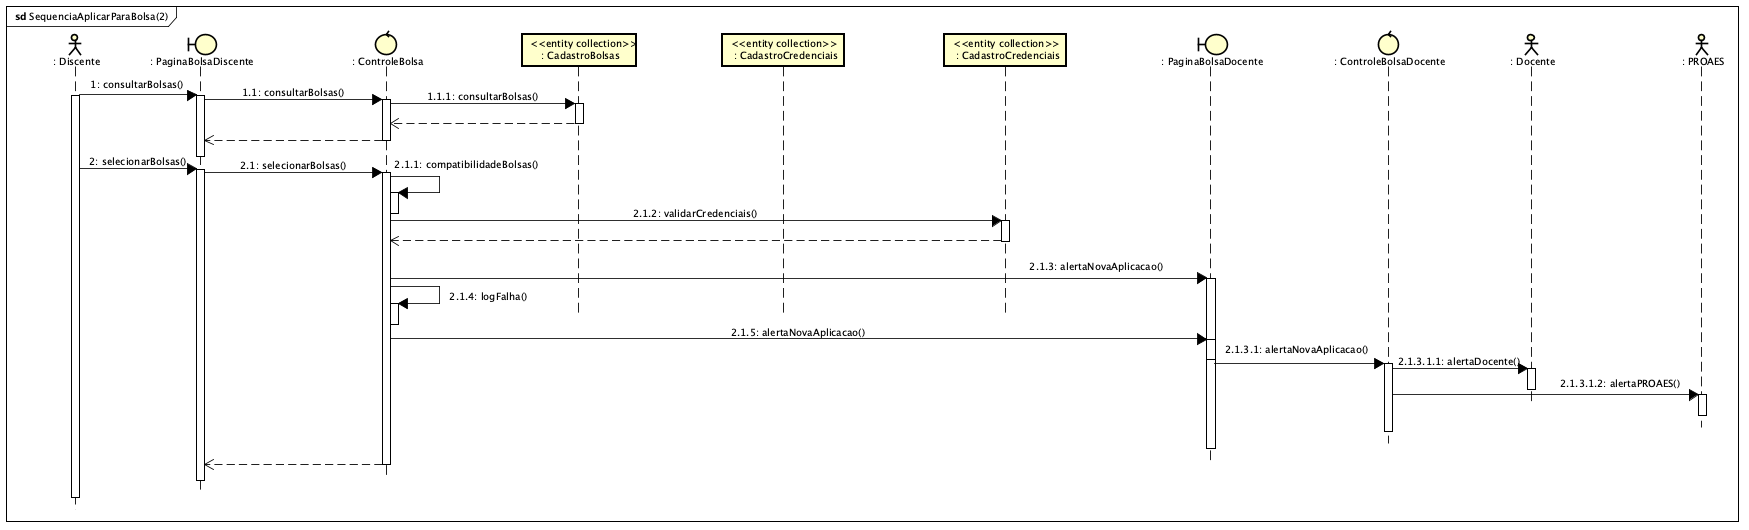 sd SequenciaAplicarParaBolsa(2)
: Discente
: PaginaBolsaDiscente
: ControleBolsa
<<entity collection>>
: CadastroBolsas
<<entity collection>>
: CadastroCredenciais
<<entity collection>>
: CadastroCredenciais
: PaginaBolsaDocente
: ControleBolsaDocente
: Docente
: PROAES
1: consultarBolsas()
1.1: consultarBolsas()
1.1.1: consultarBolsas()
2: selecionarBolsas()
2.1: selecionarBolsas()
2.1.1: compatibilidadeBolsas()
2.1.2: validarCredenciais()
2.1.3: alertaNovaAplicacao()
2.1.4: logFalha()
2.1.5: alertaNovaAplicacao()
2.1.3.1: alertaNovaAplicacao()
2.1.3.1.1: alertaDocente()
2.1.3.1.2: alertaPROAES()